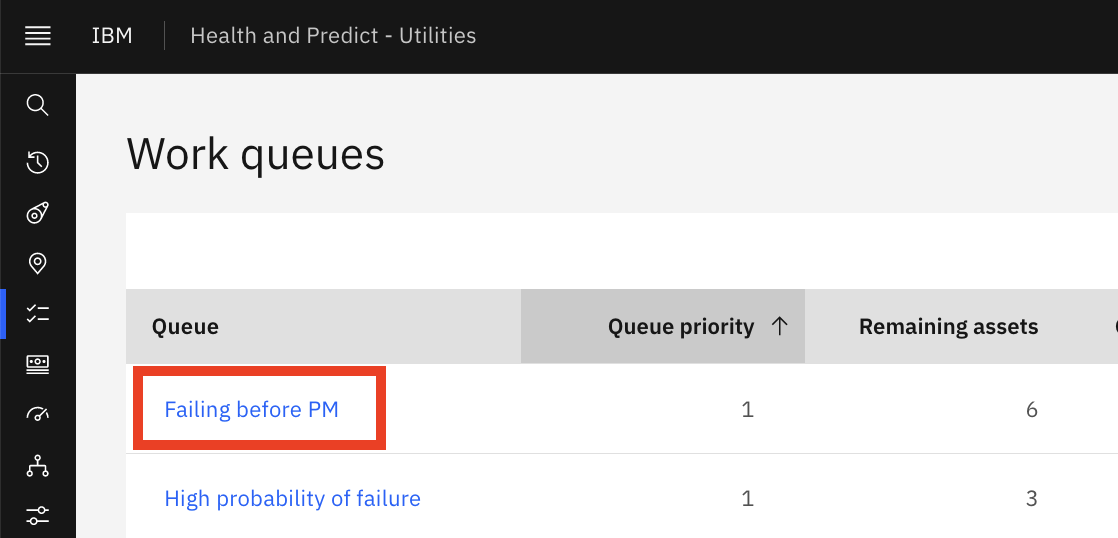 IBM Health and Predict - Utilities
Work queues
Queue Queue priority Remaining assets
Failing before PM 1 6
High probability of failure 1 3